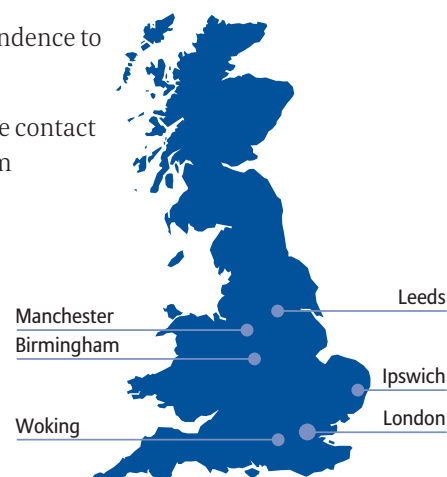 ndence to
e contact
Leeds
Manchester
Birmingham
Ipswich
London
Woking